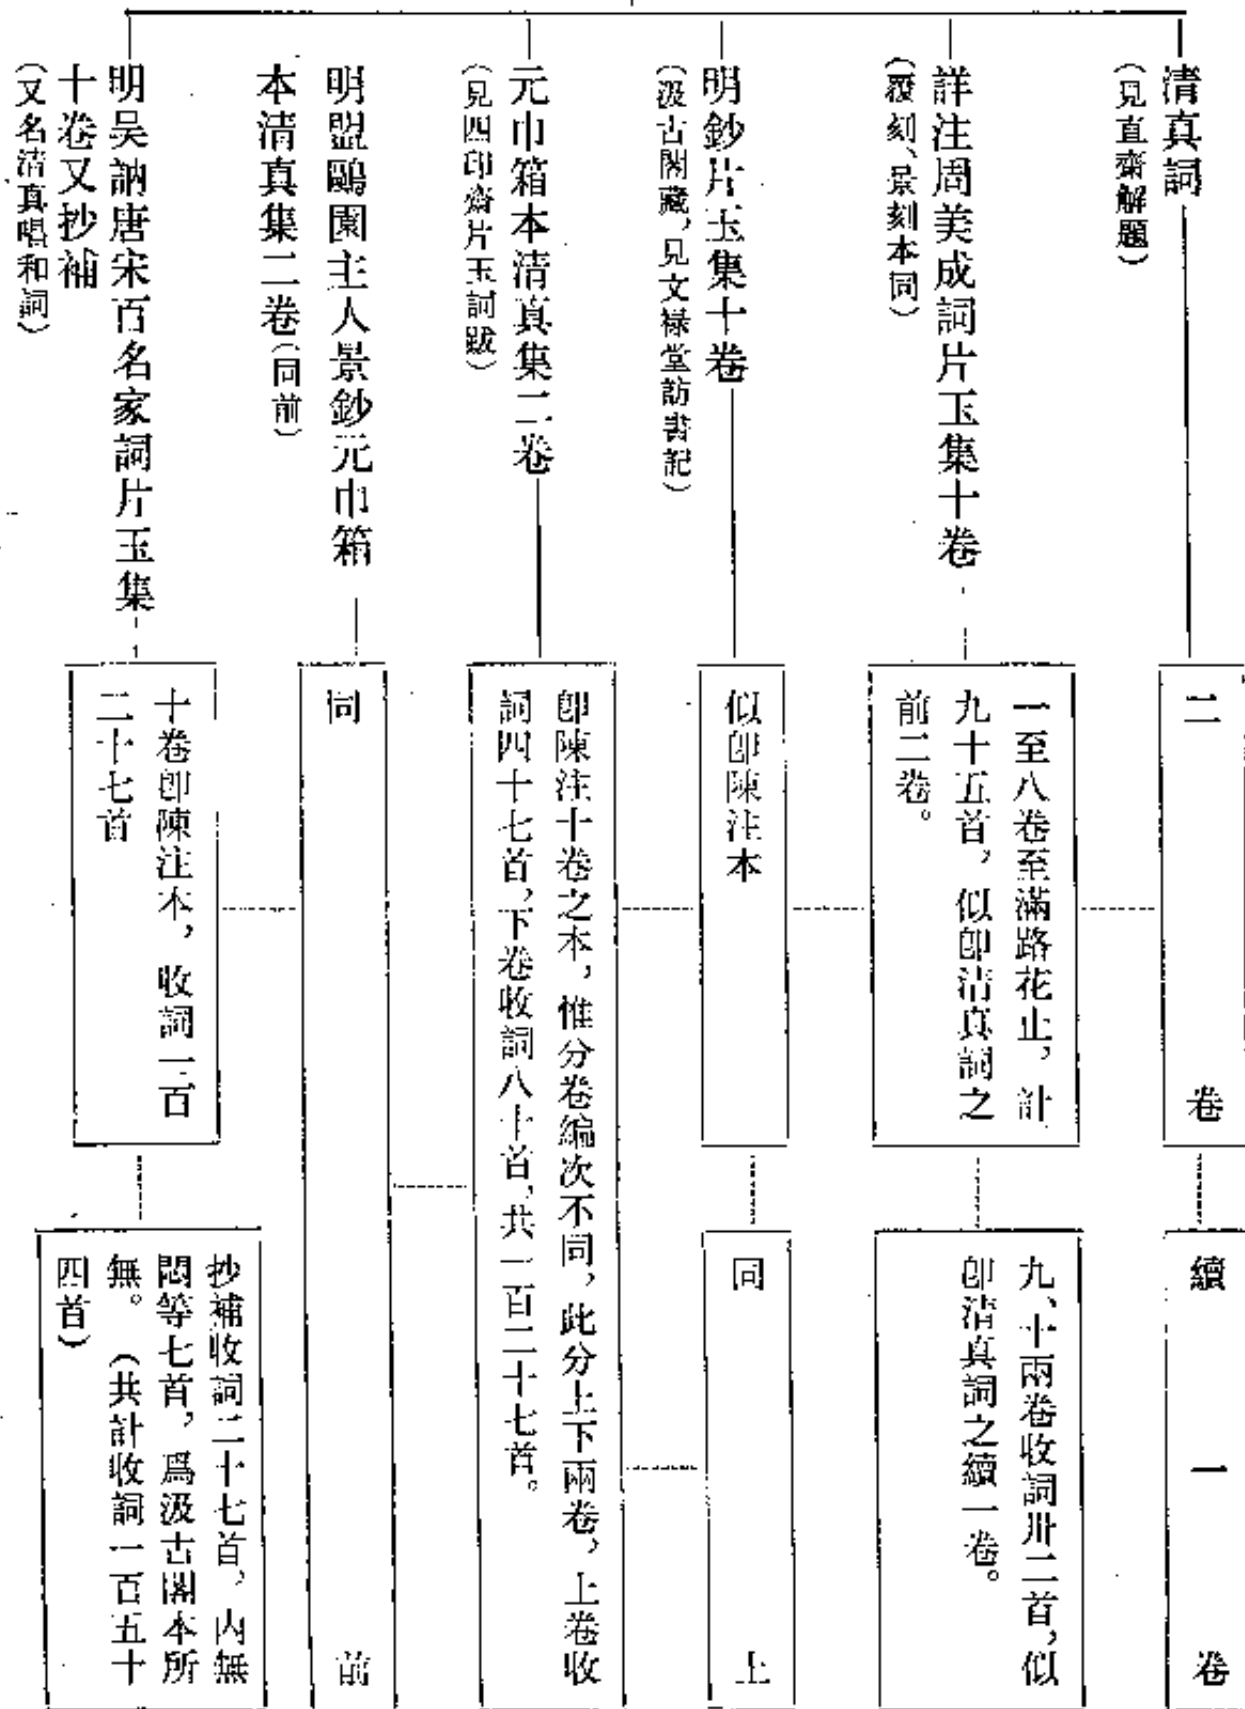 清真詞
（見直齋解題）
二卷
續一卷
詳注周美成詞片玉集十卷
（覆刻、景刻本同）
一至八卷至滿路花止，計
九十五首，似卽清真詞之
前二卷。
九、十兩卷收詞卅二首，似
卽清真詞之續一卷。
明鈔片玉集十卷
（汲古閣藏，見文祿堂訪書記）
似卽陳注本
同上
元巾箱本清真集二卷
（見四印齋片玉詞跋）
卽陳注十卷之本，惟分卷編次不同，此分上下兩卷，上卷收
詞四十七首，下卷收詞八十首，共一百二十七首。
明盟鷗園主人景鈔元巾箱
本清真集二卷（同前）
同前
明吴訥唐宋百名家詞片玉集
十卷又抄補
（又名清真唱和詞）
十卷卽陳注本，收詞一百
二十七首
抄補收詞二十七首，內無
悶等七首，爲汲古閣本所
無。（共計收詞一百五十
四首）